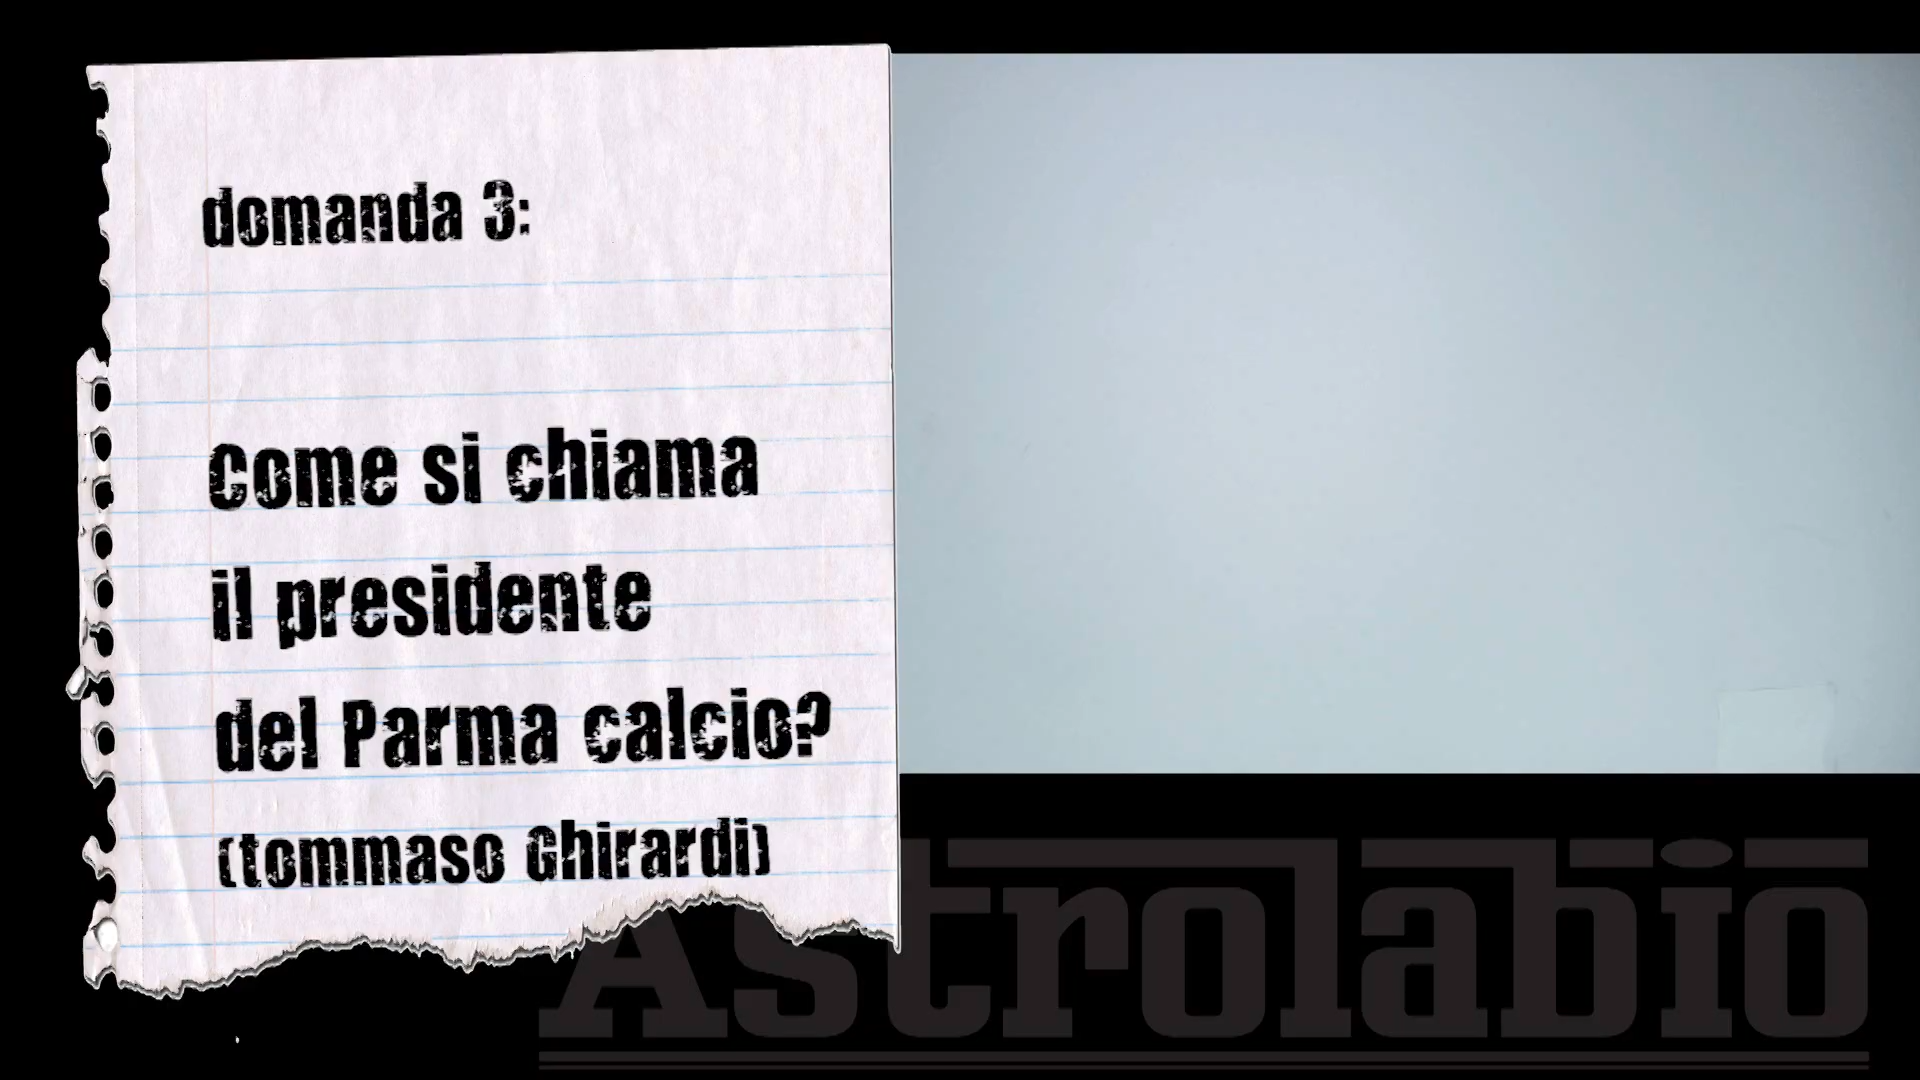 domanda 3:
Come si chiama
il presidente
del Parma calcio?
(tommaso Ghirardi)
Astrolabio